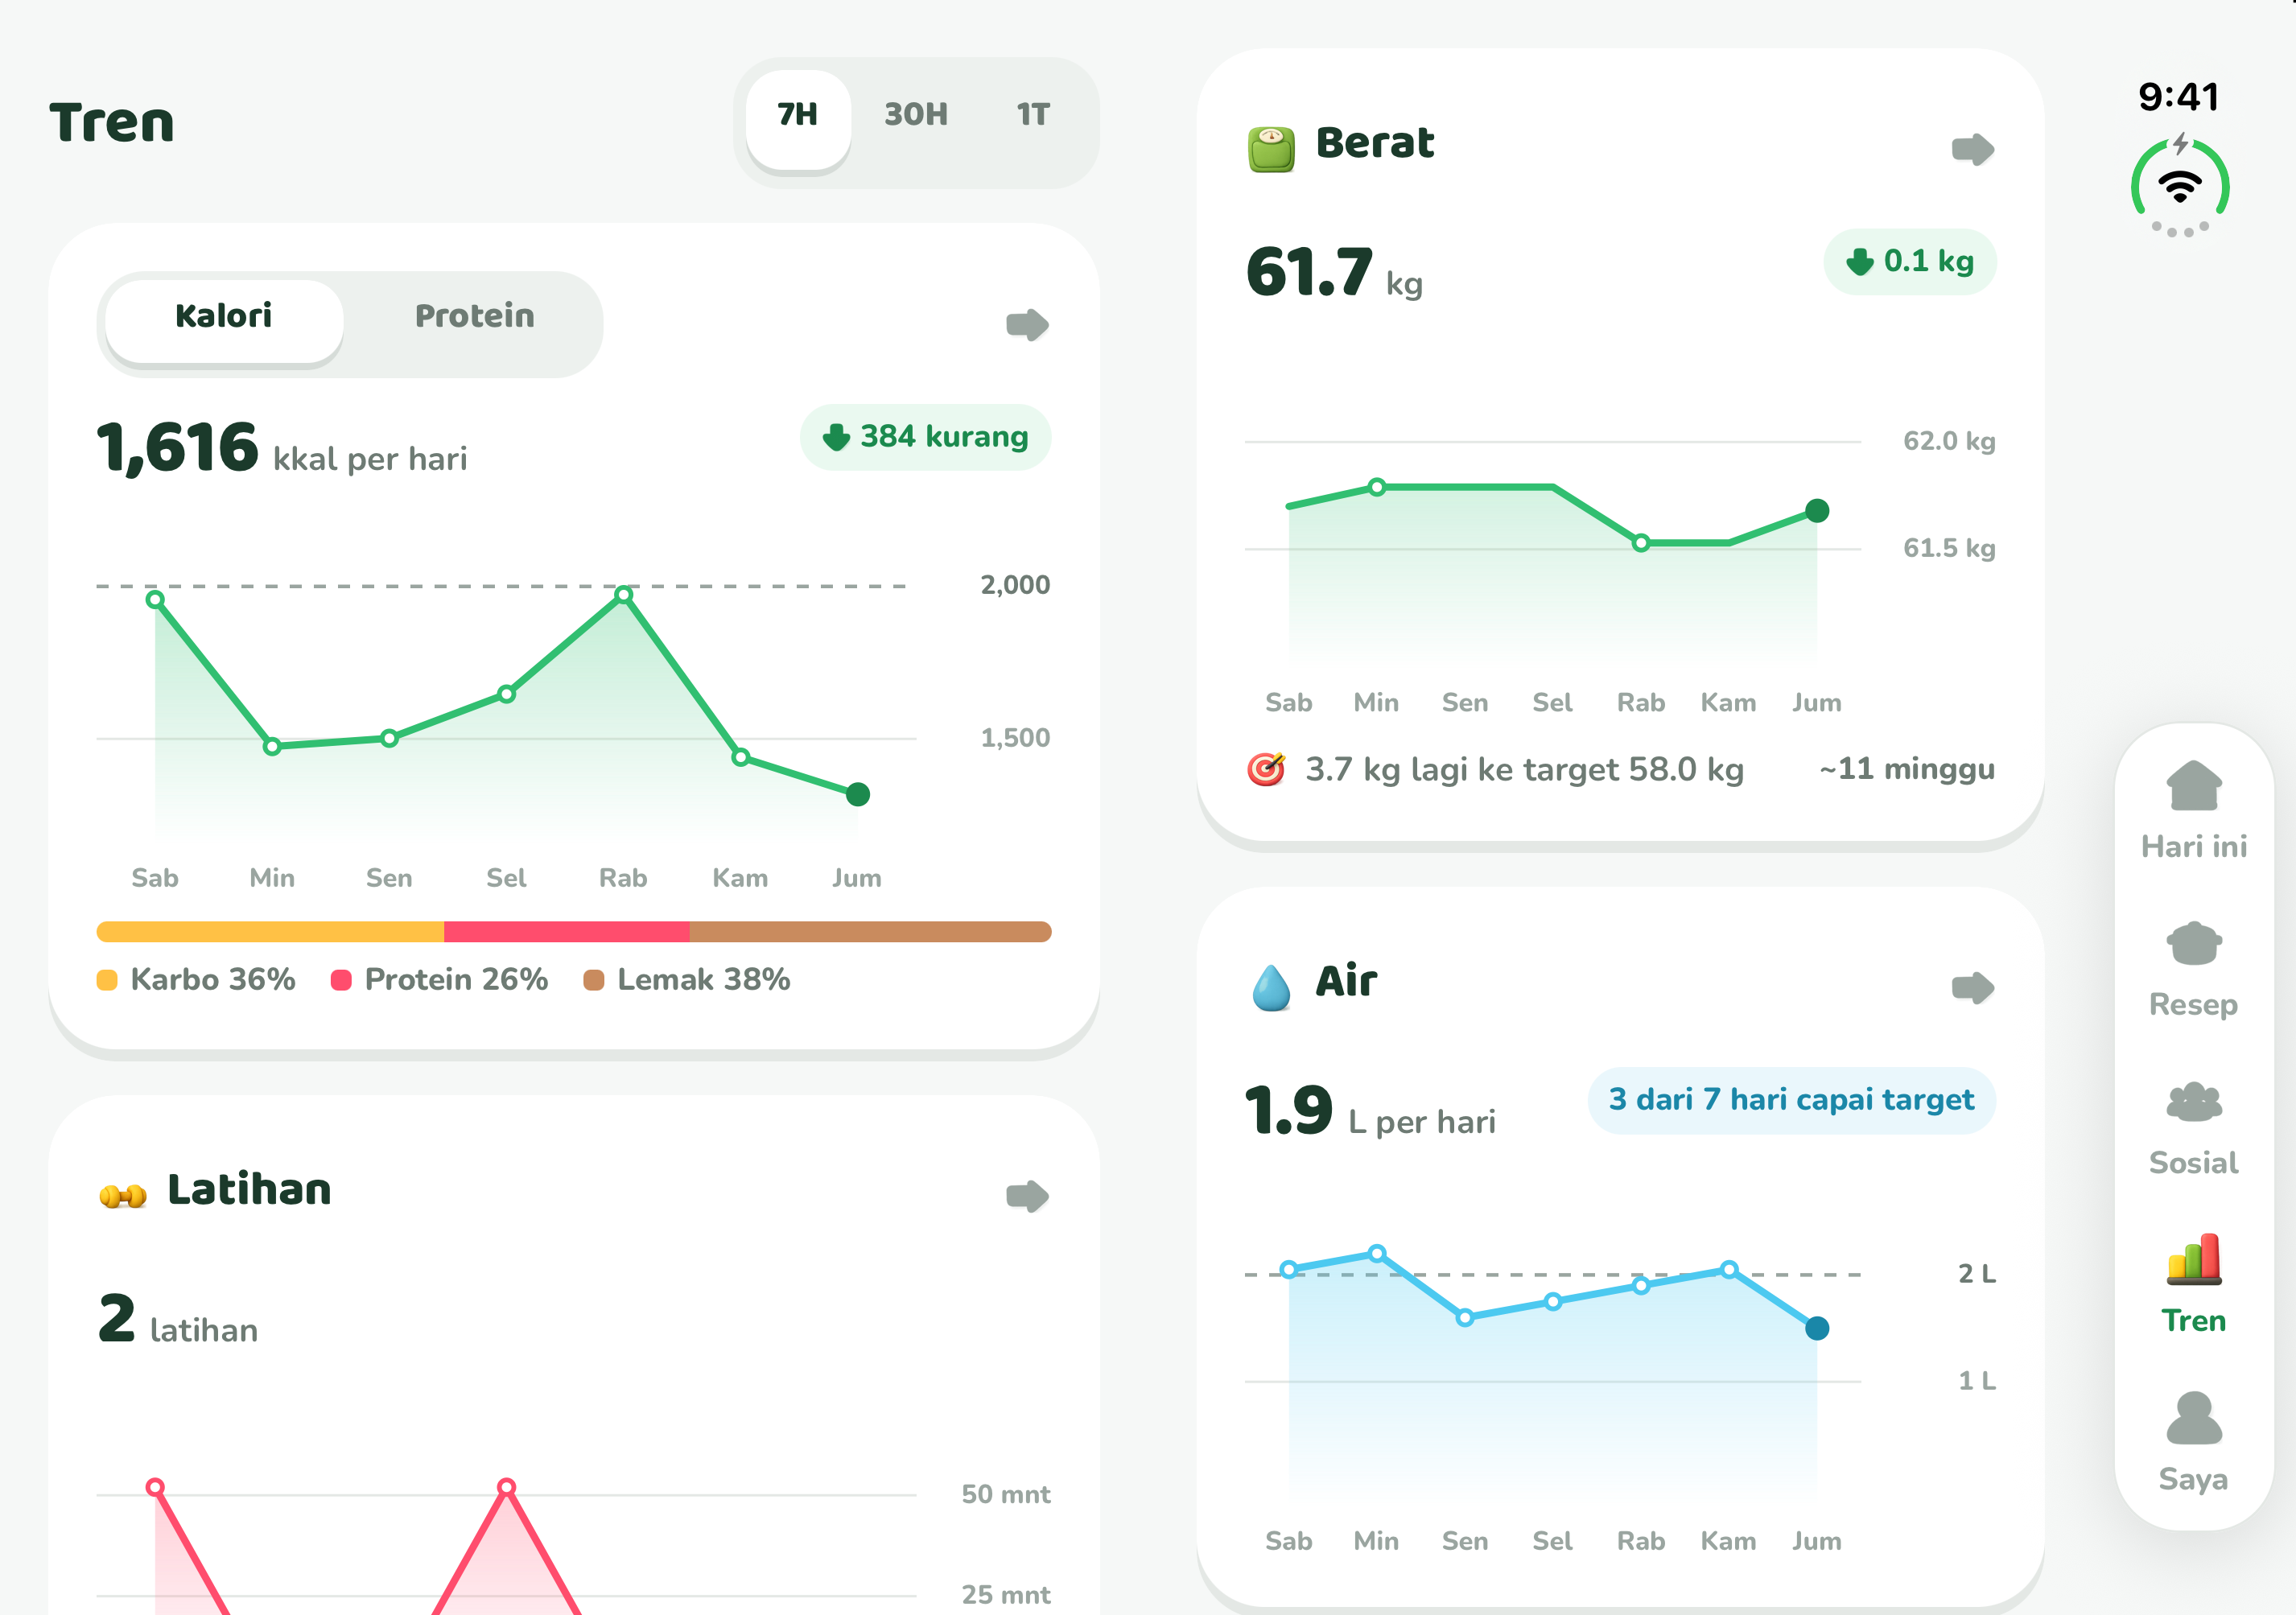 Tren
7H 30H 1T
Kalori Protein
1,616 kkal per hari
384 kurang
2,000
1,500
Sab Min Sen Sel Rab Kam Jum
Karbo 36% Protein 26% Lemak 38%
Latihan
2 latihan
50 mnt
25 mnt
Berat
61.7 kg
0.1 kg
62.0 kg
61.5 kg
Sab Min Sen Sel Rab Kam Jum
3.7 kg lagi ke target 58.0 kg ~11 minggu
Air
1.9 L per hari
3 dari 7 hari capai target
2 L
1 L
Sab Min Sen Sel Rab Kam Jum
9:41
Hari ini
Resep
Sosial
Tren
Saya